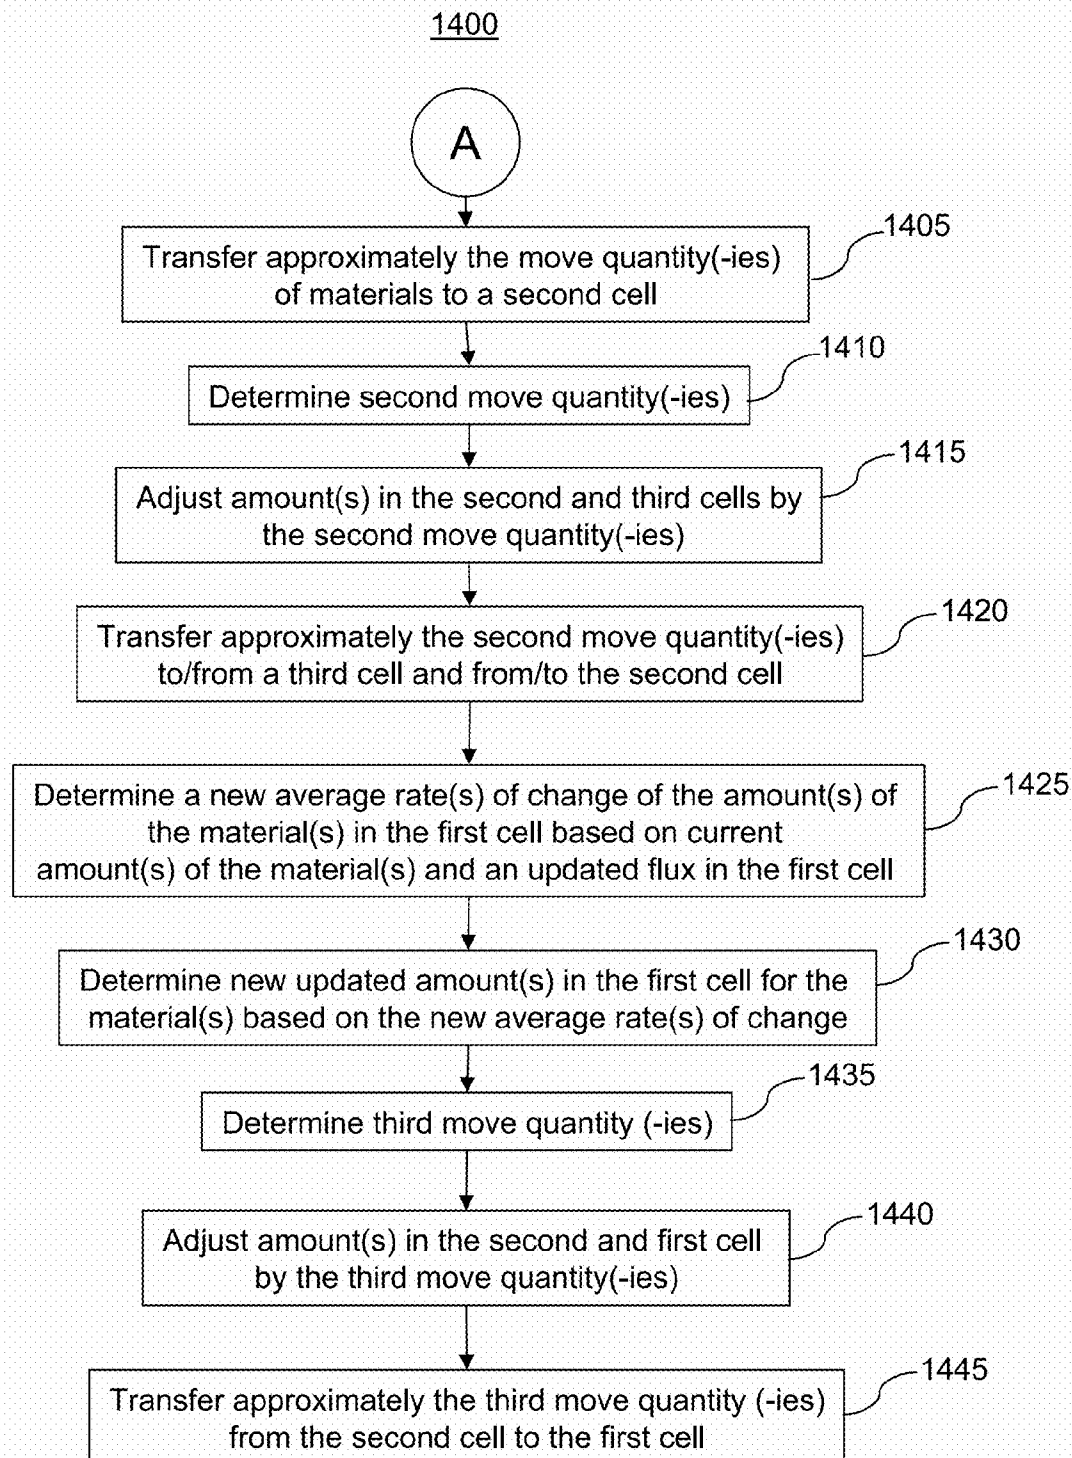 1400
A
Transfer approximately the move quantity(-ies)
of materials to a second cell
1405
Determine second move quantity(-ies)
1410
Adjust amount(s) in the second and third cells by
the second move quantity(-ies)
1415
Transfer approximately the second move quantity(-ies)
to/from a third cell and from/to the second cell
1420
Determine a new average rate(s) of change of the amount(s) of
the material(s) in the first cell based on current
amount(s) of the material(s) and an updated flux in the first cell
1425
Determine new updated amount(s) in the first cell for the
material(s) based on the new average rate(s) of change
1430
Determine third move quantity (-ies)
1435
Adjust amount(s) in the second and first cell
by the third move quantity(-ies)
1440
Transfer approximately the third move quantity (-ies)
from the second cell to the first cell
1445